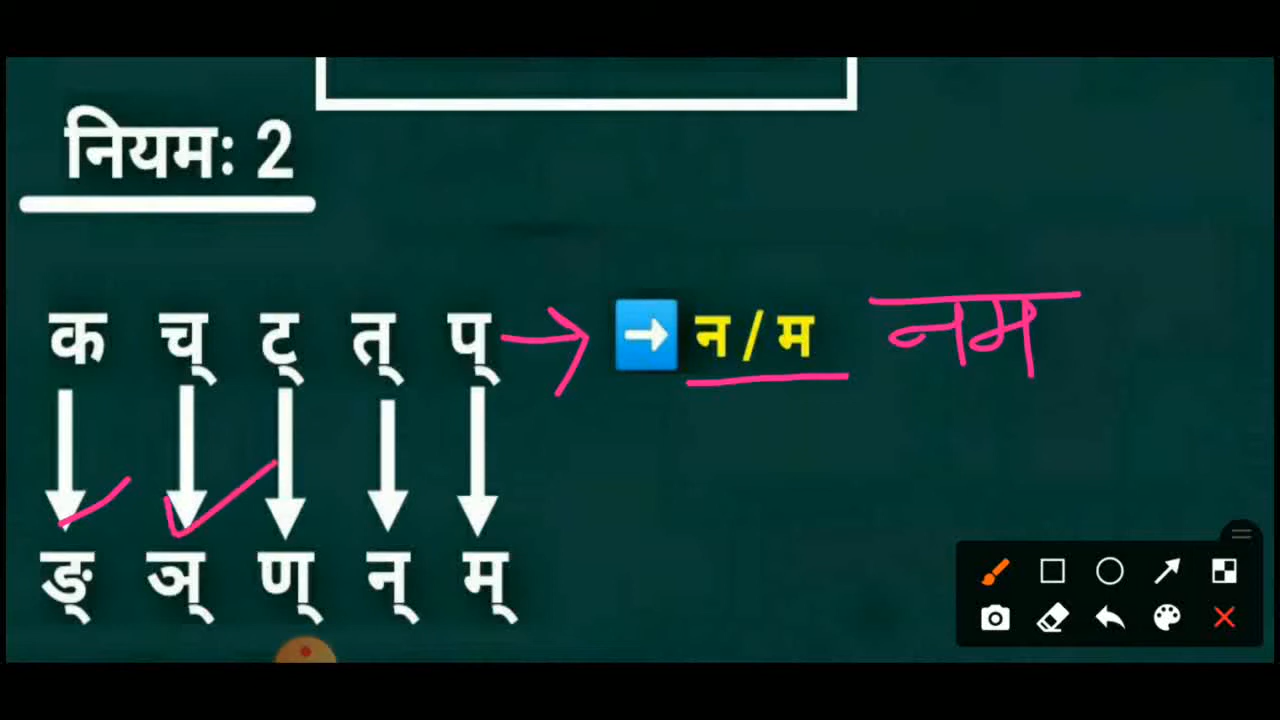 नियमः 2
क च् ट् त् प् ➡ न / म नम
ङ् ञ् ण् न् म्